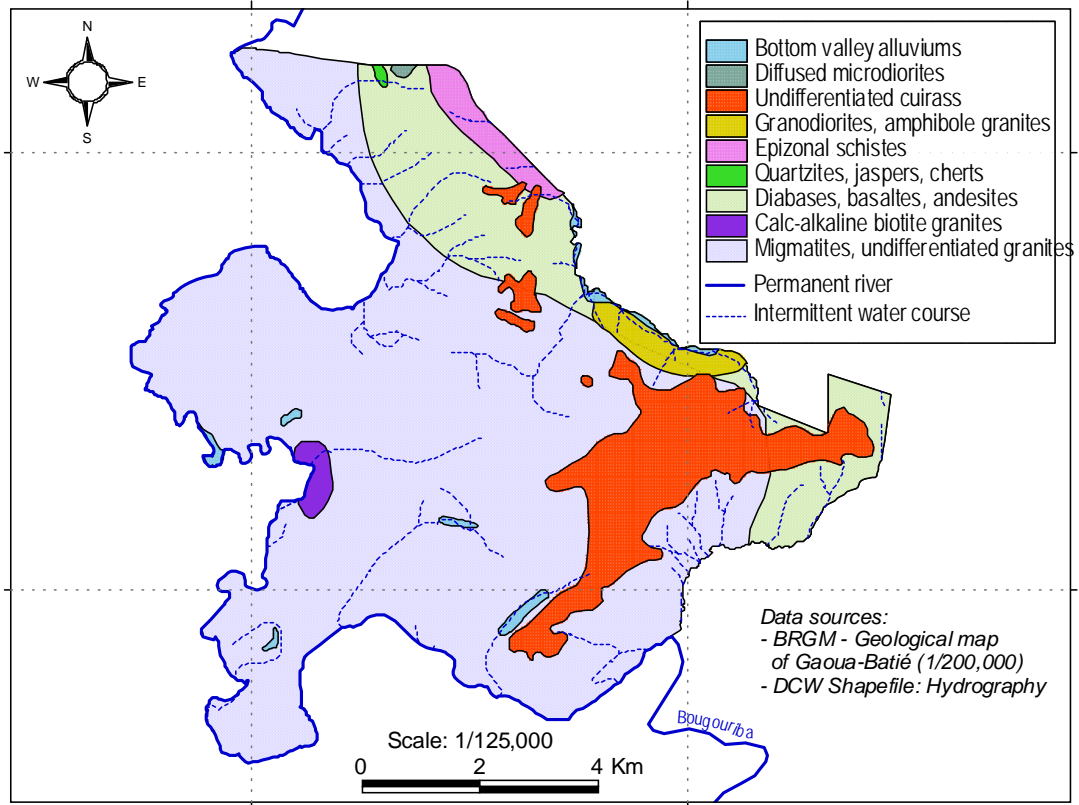 N
W
E
S
Bottom valley alluviums
Diffused microdiorites
Undifferentiated cuirass
Granodiorites, amphibole granites
Epizonal schistes
Quartzites, jaspers, cherts
Diabases, basaltes, andesites
Calc-alkaline biotite granites
Migmatites, undifferentiated granites
Permanent river
Intermittent water course
Data sources:
- BRGM - Geological map
of Gaoua-Batié (1/200,000)
- DCW Shapefile: Hydrography
Bougouriba
Scale: 1/125,000
0 2 4 Km